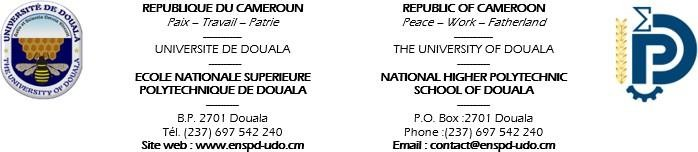 UNIVERSITÉ DE DOUALA
THE UNIVERSITY OF DOUALA
REPUBLIQUE DU CAMEROUN
Paix – Travail – Patrie
UNIVERSITE DE DOUALA
ECOLE NATIONALE SUPERIEURE
POLYTECHNIQUE DE DOUALA
B.P. 2701 Douala
Tél. (237) 697 542 240
Site web : www.enspd-udo.cm
REPUBLIC OF CAMEROON
Peace – Work – Fatherland
THE UNIVERSITY OF DOUALA
NATIONAL HIGHER POLYTECHNIC
SCHOOL OF DOUALA
P.O. Box :2701 Douala
Phone :(237) 697 542 240
Email : contact@enspd-udo.cm